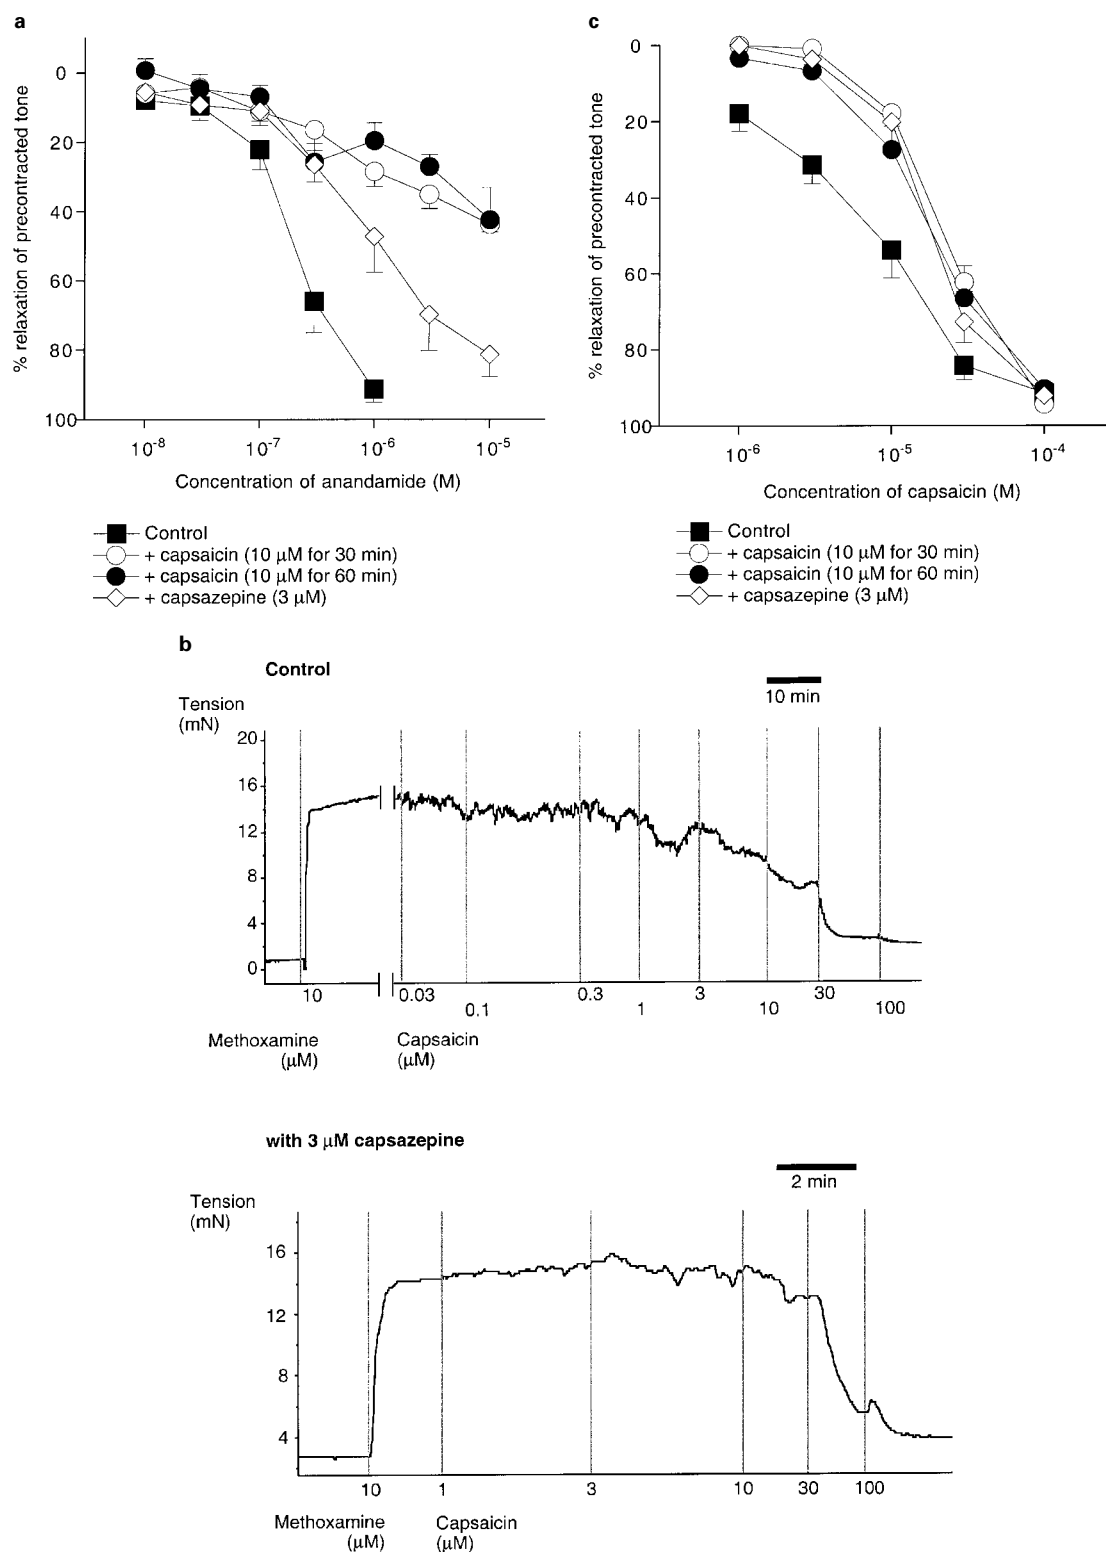 a
0
20
40
60
80
100
% relaxation of precontracted tone
10-8
10-7
10-6
10-5
Concentration of anandamide (M)
Control
+ capsaicin (10 µM for 30 min)
+ capsaicin (10 µM for 60 min)
+ capsazepine (3 µM)
c
0
20
40
60
80
100
% relaxation of precontracted tone
10-6
10-5
10-4
Concentration of capsaicin (M)
Control
+ capsaicin (10 µM for 30 min)
+ capsaicin (10 µM for 60 min)
+ capsazepine (3 µM)
b
Control
10 min
Tension
(mN)
20
16
12
8
4
0
10
0.03
0.1
0.3
1
3
10
30
100
Methoxamine
(µM)
Capsaicin
(µM)
with 3 µM capsazepine
2 min
Tension
(mN)
16
12
8
4
10
1
3
10
30
100
Methoxamine
(µM)
Capsaicin
(µM)